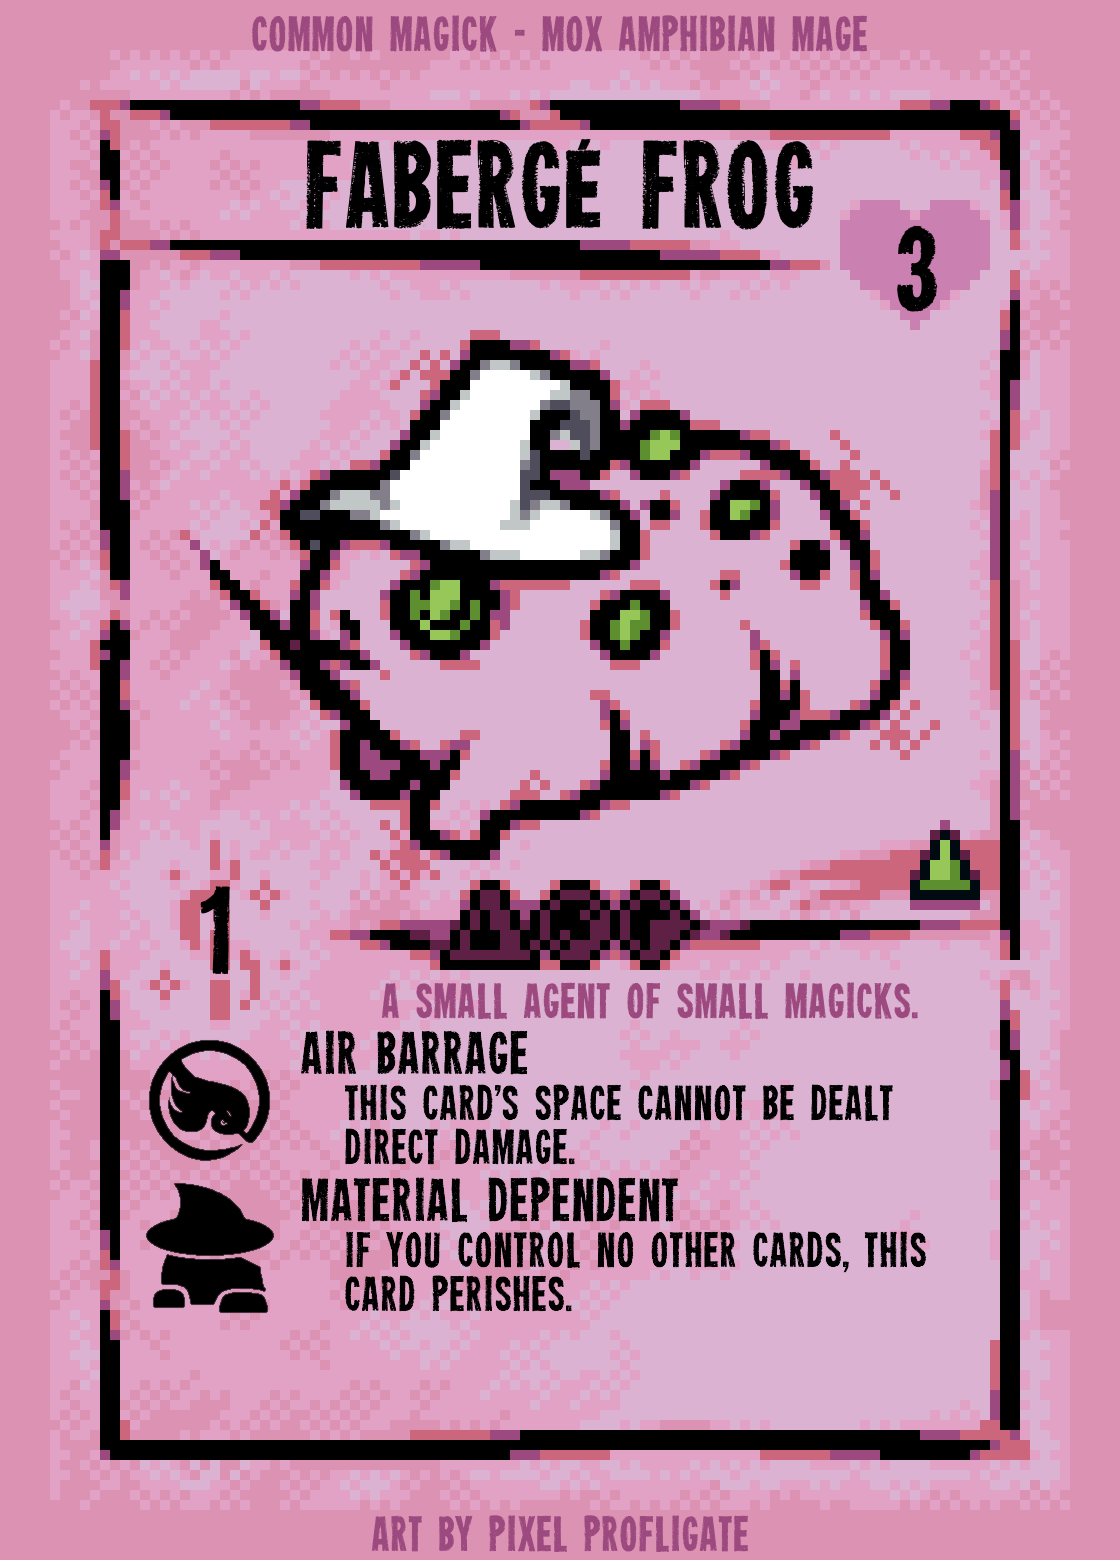 COMMON MAGICK - MOX AMPHIBIAN MAGE
FABERGÉ FROG
3
1
A SMALL AGENT OF SMALL MAGICKS.
AIR BARRAGE
THIS CARD'S SPACE CANNOT BE DEALT
DIRECT DAMAGE.
MATERIAL DEPENDENT
IF YOU CONTROL NO OTHER CARDS, THIS
CARD PERISHES.
ART BY PIXEL PROFLIGATE